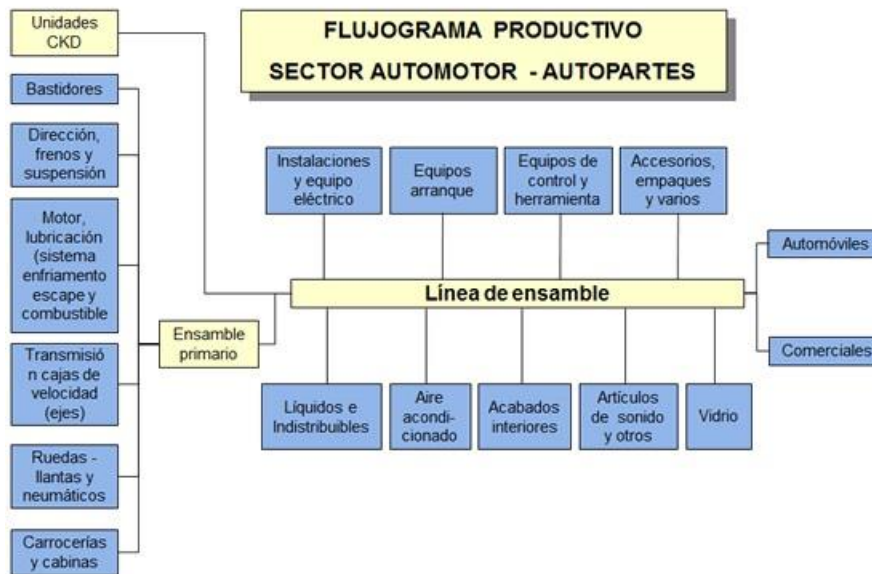 Unidades
CKD
FLUJOGRAMA PRODUCTIVO
SECTOR AUTOMOTOR - AUTOPARTES
Bastidores
Dirección,
frenos y
suspensión
Motor,
lubricación
(sistema
enfriamento
escape y
combustible
Transmisió
n cajas de
velocidad
(ejes)
Ruedas -
llantas y
neumáticos
Carrocerías
y cabinas
Ensamble
primario
Instalaciones
y equipo
eléctrico
Equipos
arranque
Equipos de
control y
herramienta
Accesorios,
empaques
y varios
Línea de ensamble
Líquidos e
Indistribuibles
Aire
acondi-
cionado
Acabados
interiores
Artículos
de sonido
y otros
Vidrio
Automóviles
Comerciales